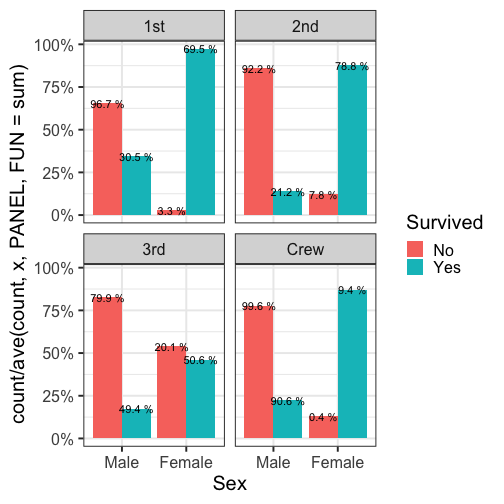 1st
2nd
100%
75%
50%
25%
0%
96.7 %
30.5 %
3.3 %
69.5 %
92.2 %
21.2 %
7.8 %
78.8 %
3rd
Crew
100%
75%
50%
25%
0%
79.9 %
49.4 %
20.1 %
50.6 %
99.6 %
90.6 %
0.4 %
9.4 %
Male
Female
Male
Female
Sex
count/ave(count, x, PANEL, FUN = sum)
Survived
No
Yes